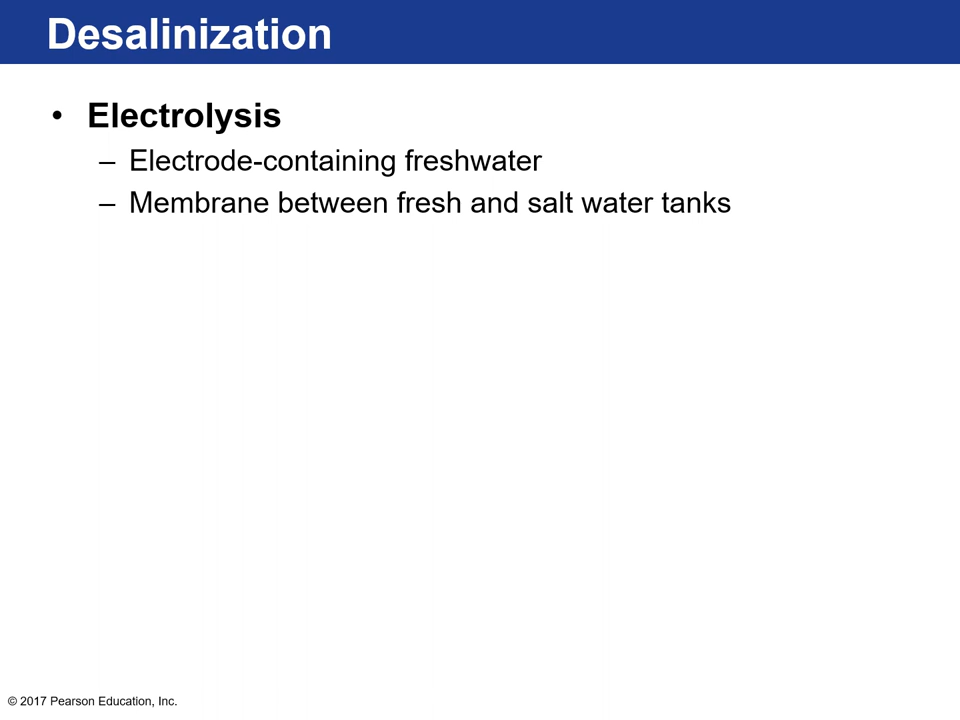 Desalinization
• Electrolysis
– Electrode-containing freshwater
– Membrane between fresh and salt water tanks
© 2017 Pearson Education, Inc.